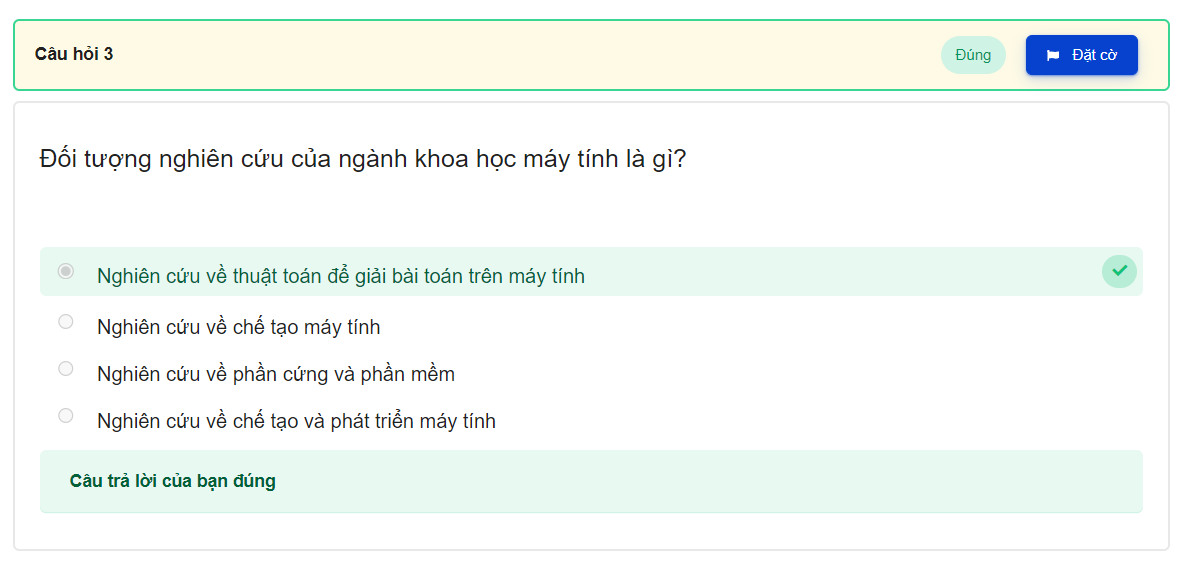 Câu hỏi 3
Đúng
Đặt cờ
Đối tượng nghiên cứu của ngành khoa học máy tính là gì?
Nghiên cứu về thuật toán để giải bài toán trên máy tính
Nghiên cứu về chế tạo máy tính
Nghiên cứu về phần cứng và phần mềm
Nghiên cứu về chế tạo và phát triển máy tính
Câu trả lời của bạn đúng